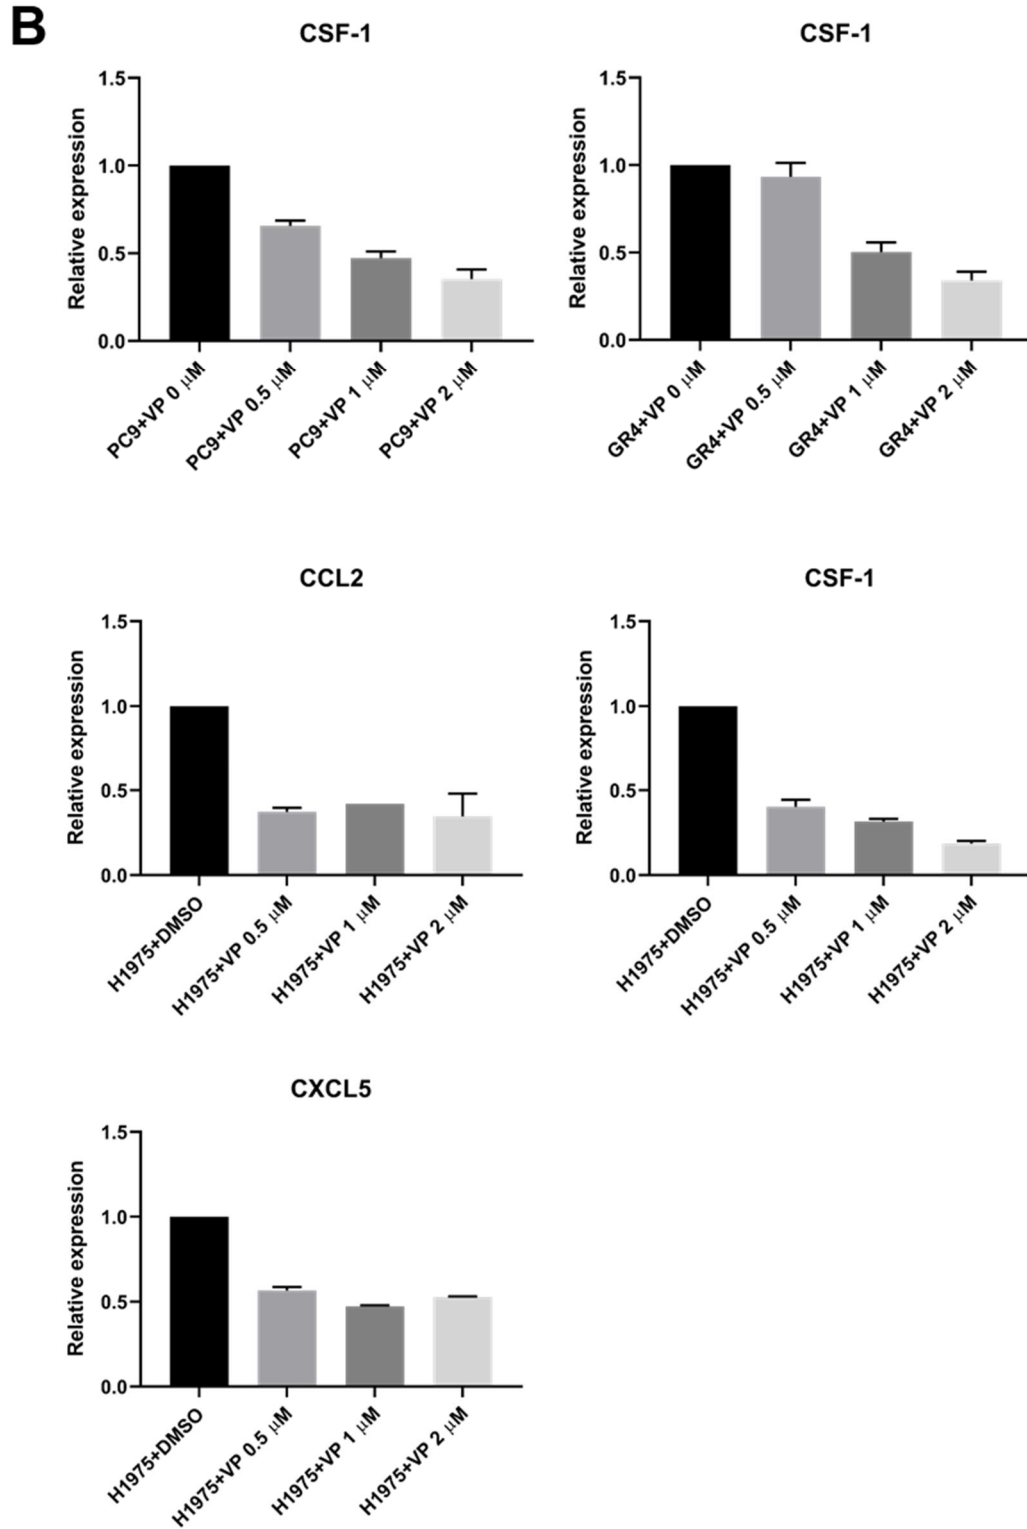 B
CSF-1
Relative expression
1.5
1.0
0.5
0.0
PC9+VP 0 μM
PC9+VP 0.5 μM
PC9+VP 1 μM
PC9+VP 2 μM
CSF-1
Relative expression
1.5
1.0
0.5
0.0
GR4+VP 0 μM
GR4+VP 0.5 μM
GR4+VP 1 μM
GR4+VP 2 μM
CCL2
Relative expression
1.5
1.0
0.5
0.0
H1975+DMSO
H1975+VP 0.5 μM
H1975+VP 1 μM
H1975+VP 2 μM
CSF-1
Relative expression
1.5
1.0
0.5
0.0
H1975+DMSO
H1975+VP 0.5 μM
H1975+VP 1 μM
H1975+VP 2 μM
CXCL5
Relative expression
1.5
1.0
0.5
0.0
H1975+DMSO
H1975+VP 0.5 μM
H1975+VP 1 μM
H1975+VP 2 μM